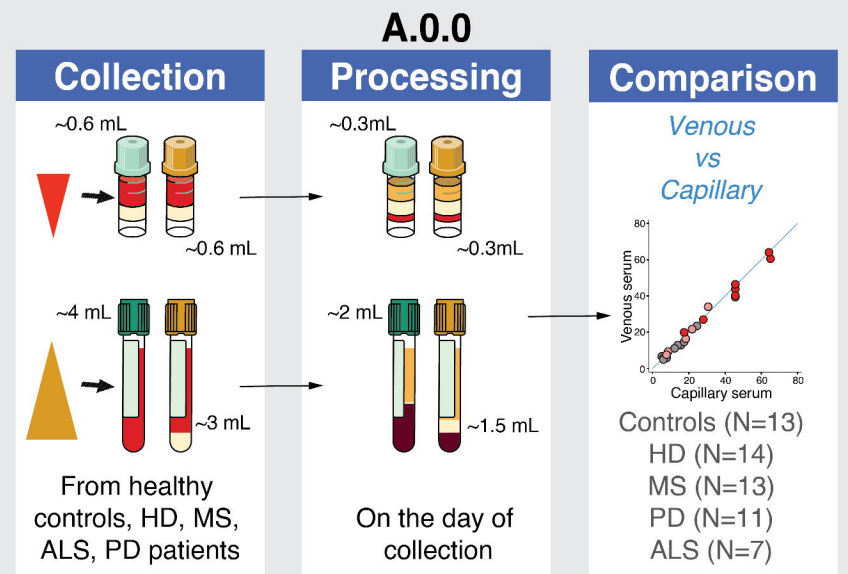 A.0.0
Collection
~0.6 mL
~0.6 mL
~4 mL
~3 mL
From healthy
controls, HD, MS,
ALS, PD patients
Processing
~0.3mL
~0.3mL
~2 mL
~1.5 mL
On the day of
collection
Comparison
Venous
vs
Capillary
Venous serum
80
60
40
20
0
0 20 40 60 80
Capillary serum
Controls (N=13)
HD (N=14)
MS (N=13)
PD (N=11)
ALS (N=7)